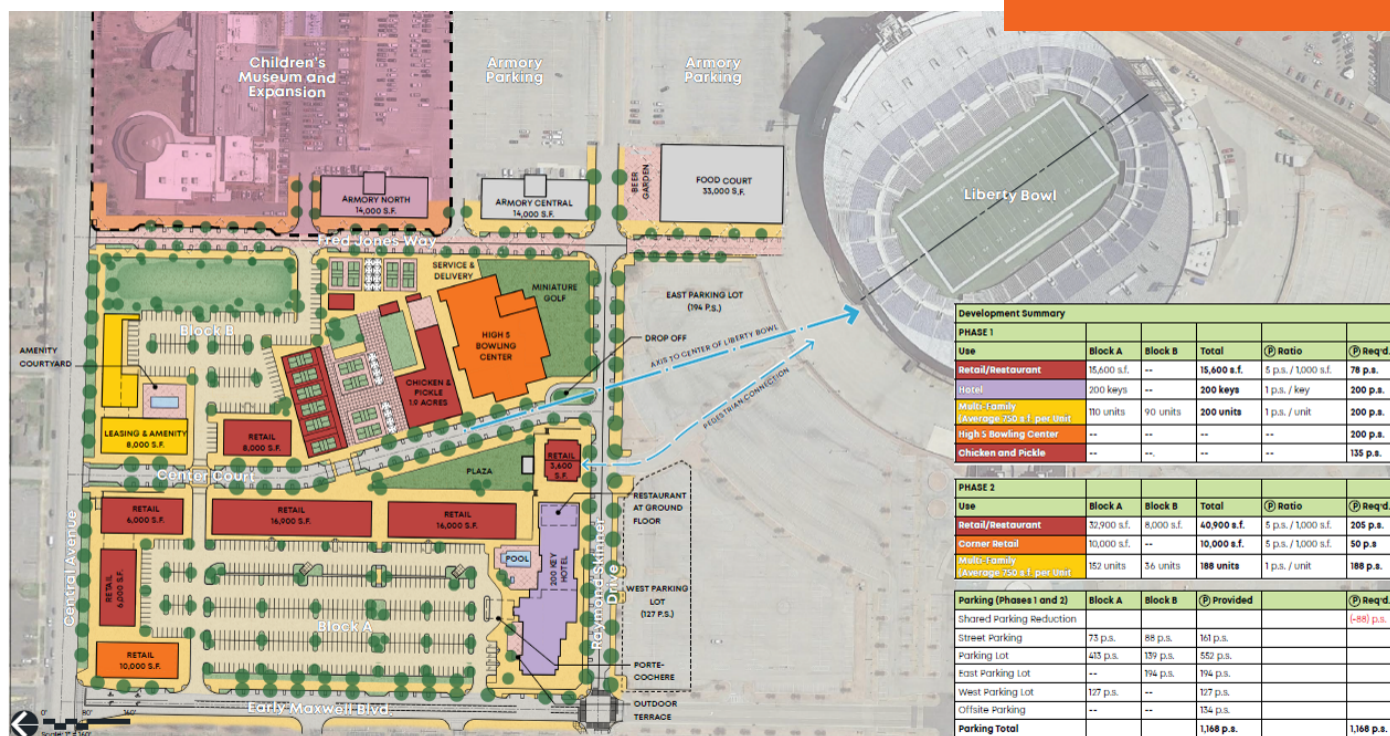 Children's
Museum and
Expansion
Armory
Parking
Armory
Parking
ARMORY NORTH
14,000 S.F.
ARMORY CENTRAL
14,000 S.F.
BEER
GARDEN
FOOD COURT
33,000 S.F.
Liberty Bowl
Fred Jones Way
SERVICE &
DELIVERY
MINIATURE
GOLF
EAST PARKING LOT
(194 P.S.)
Block B
HIGH 5
BOWLING
CENTER
DROP OFF
AXIS TO CENTER OF LIBERTY BOWL
AMENITY
COURTYARD
CHICKEN &
PICKLE
1.9 ACRES
PEDESTRIAN CONNECTION
LEASING & AMENITY
8,000 S.F.
RETAIL
8,000 S.F.
Center Court
PLAZA
RETAIL
3,600
S.F.
RESTAURANT
AT GROUND
FLOOR
RETAIL
6,000 S.F.
RETAIL
16,900 S.F.
RETAIL
16,000 S.F.
Central Avenue
RETAIL
6,000 S.F.
POOL
200 KEY
HOTEL
Raymond Skinner
Drive
WEST PARKING
LOT
(127 P.S.)
Block A
RETAIL
10,000 S.F.
PORTE-
COCHERE
OUTDOOR
TERRACE
Early Maxwell Blvd.
0' 80' 160'
Scale: 1" = 160'
Development Summary
PHASE 1
Use Block A Block B Total P Ratio P Req'd.
Retail/Restaurant 15,600 s.f. -- 15,600 s.f. 5 p.s. / 1,000 s.f. 78 p.s.
Hotel 200 keys -- 200 keys 1 p.s. / key 200 p.s.
Multi-Family
(Average 750 s.f. per Unit 110 units 90 units 200 units 1 p.s. / unit 200 p.s.
High 5 Bowling Center -- -- -- -- 200 p.s.
Chicken and Pickle -- --. -- -- 135 p.s.
PHASE 2
Use Block A Block B Total P Ratio P Req'd.
Retail/Restaurant 32,900 s.f. 8,000 s.f. 40,900 s.f. 5 p.s. / 1,000 s.f. 205 p.s.
Corner Retail 10,000 s.f. -- 10,000 s.f. 5 p.s. / 1,000 s.f. 50 p.s
Multi-Family
(Average 750 s.f. per Unit 152 units 36 units 188 units 1 p.s. / unit 188 p.s.
Parking (Phases 1 and 2) Block A Block B P Provided P Req'd.
Shared Parking Reduction (-88) p.s.
Street Parking 73 p.s. 88 p.s. 161 p.s.
Parking Lot 413 p.s. 139 p.s. 552 p.s.
East Parking Lot -- 194 p.s. 194 p.s.
West Parking Lot 127 p.s. -- 127 p.s.
Offsite Parking -- -- 134 p.s.
Parking Total 1,168 p.s. 1,168 p.s.